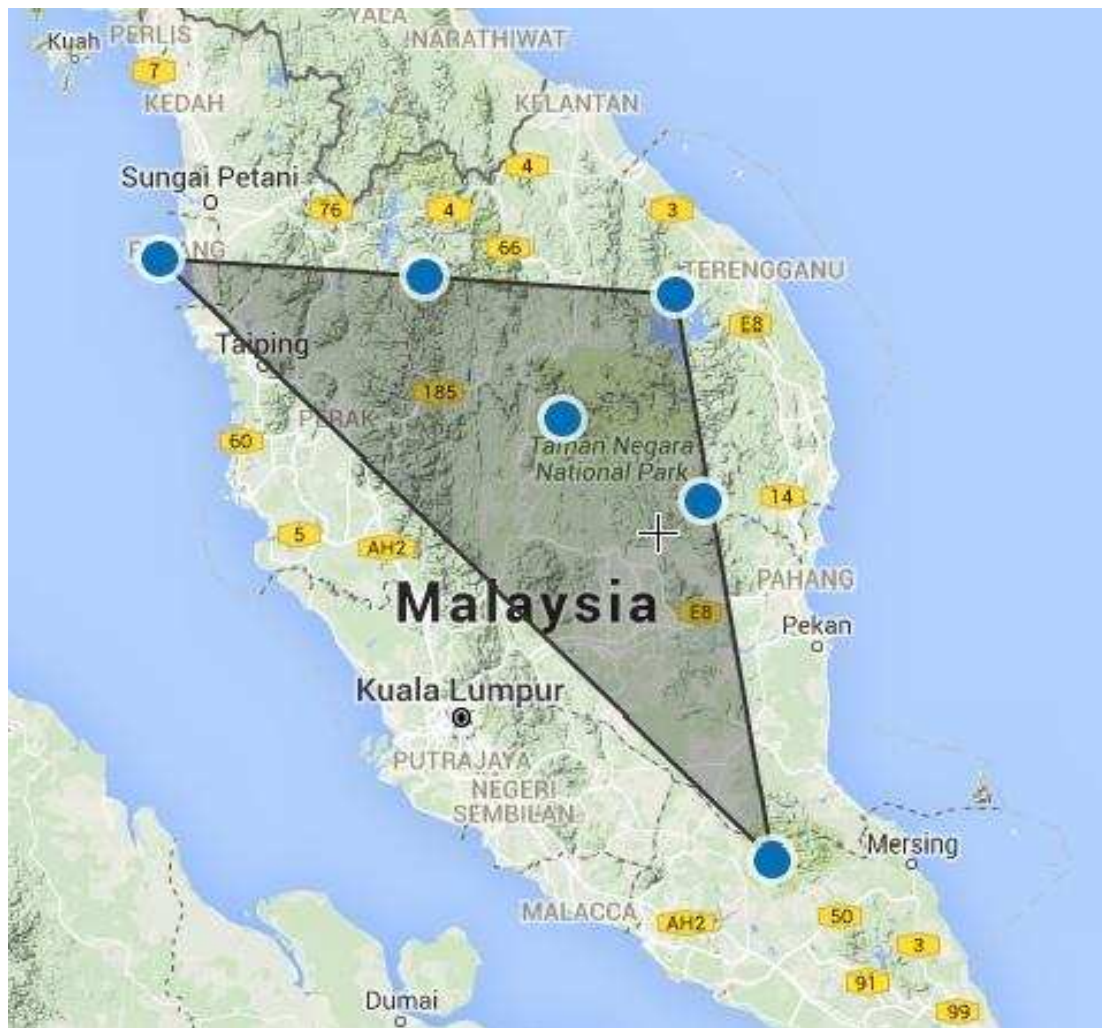 YALA
Kuah
PERLIS
NARATHIWAT
7
KEDAH
KELANTAN
4
Sungai Petani
76
4
3
66
TERENGGANU
E8
Taiping
185
PERAK
60
Taman Negara
National Park
14
5
AH2
PAHANG
Malaysia
E8
Pekan
Kuala Lumpur
PUTRAJAYA
NEGERI
SEMBILAN
Mersing
MALACCA
AH2
50
3
91
Dumai
99